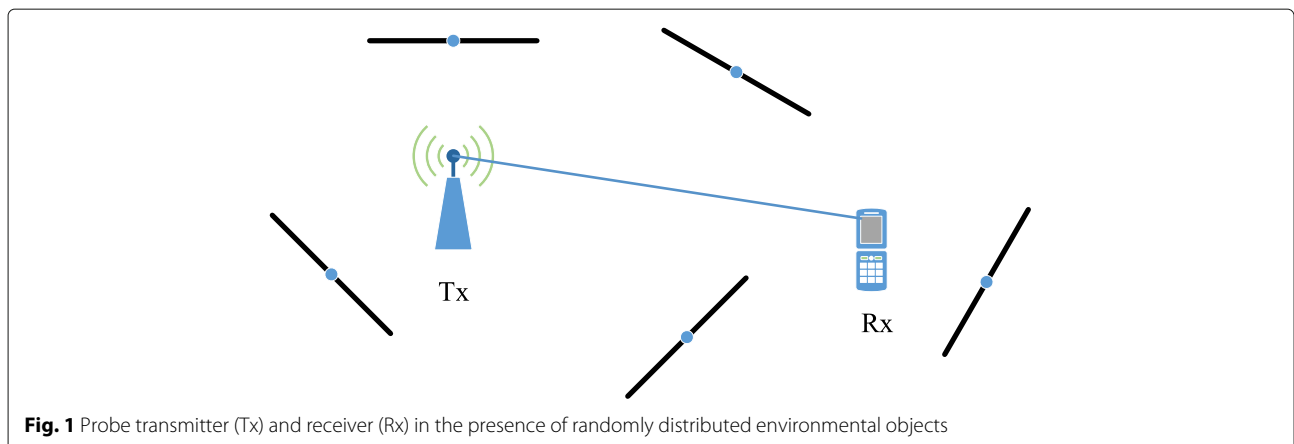 Tx
Rx
Fig. 1 Probe transmitter (Tx) and receiver (Rx) in the presence of randomly distributed environmental objects